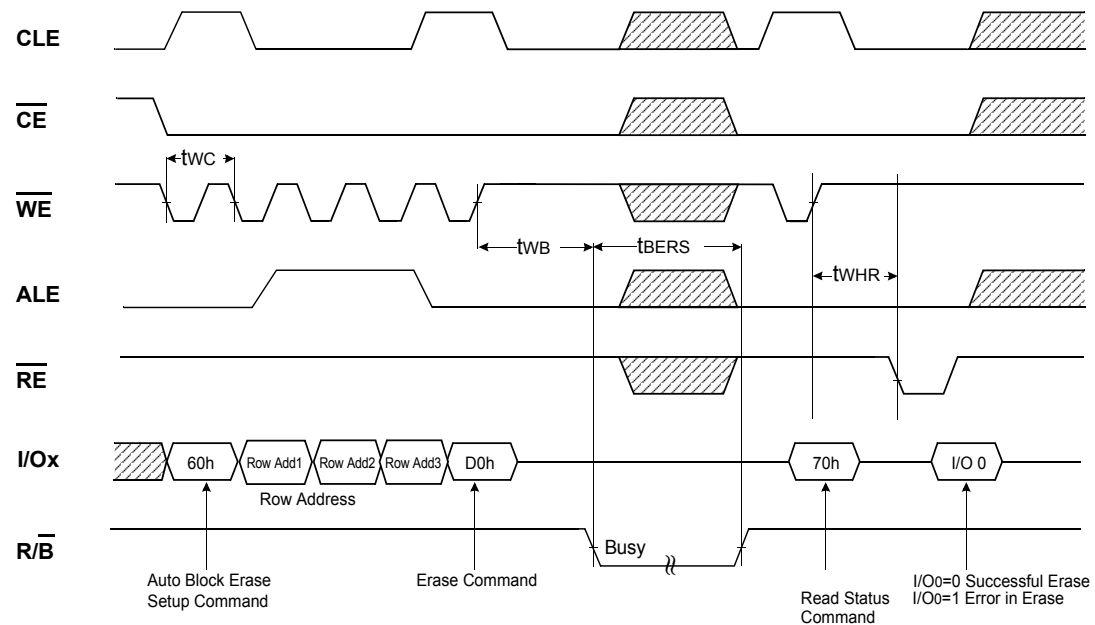 CLE
CE
tWC
WE
tWB
tBERS
tWHR
ALE
RE
I/Ox
60h
Row Add1
Row Add2
Row Add3
D0h
70h
I/O 0
Row Address
R/B
Busy
Auto Block Erase
Setup Command
Erase Command
Read Status
Command
I/O0=0 Successful Erase
I/O0=1 Error in Erase